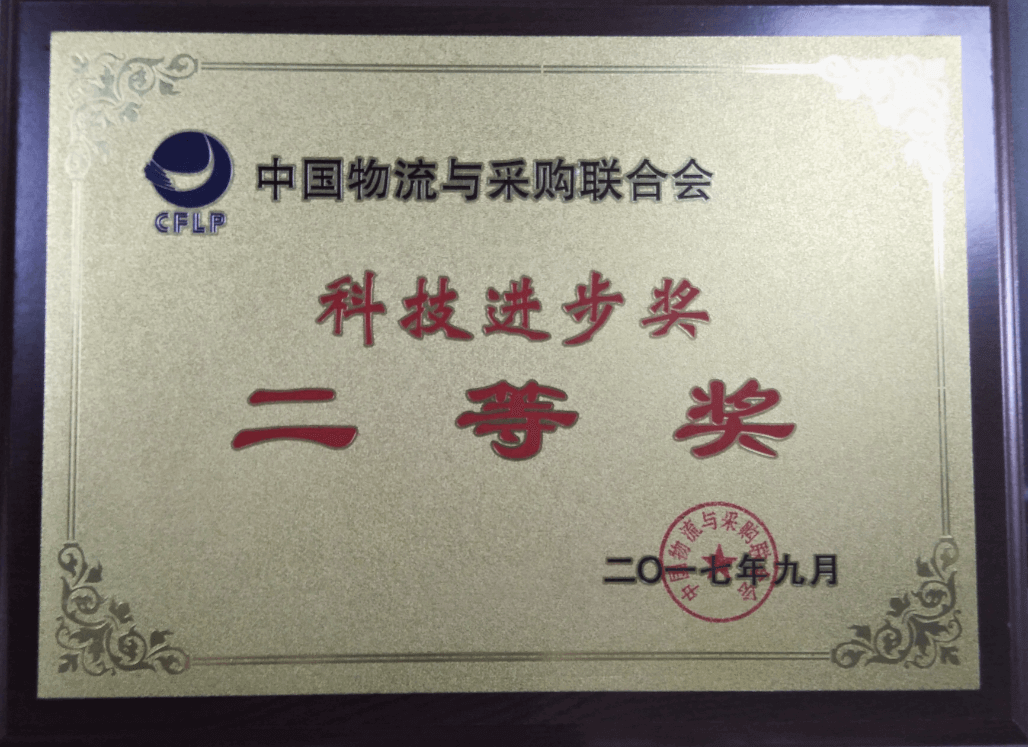 中国物流与采购联合会
CFLP
科技进步奖
二等奖
二〇一七年九月
中国物流与采购联合会